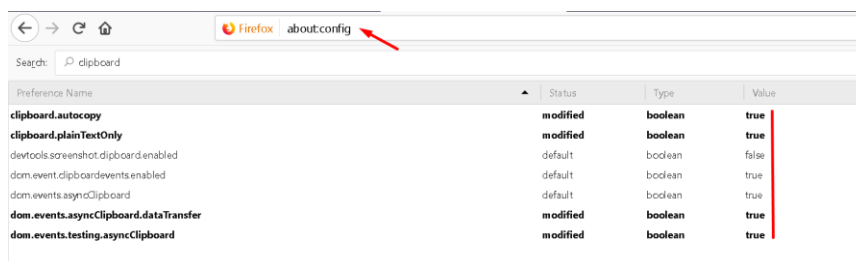 Firefox about:config
Search: clipboard
Preference Name Status Type Value
clipboard.autocopy modified boolean true
clipboard.plainTextOnly modified boolean true
devtools.screenshot.clipboard.enabled default boolean false
dom.event.clipboardevents.enabled default boolean true
dom.events.asyncClipboard default boolean true
dom.events.asyncClipboard.dataTransfer modified boolean true
dom.events.testing.asyncClipboard modified boolean true